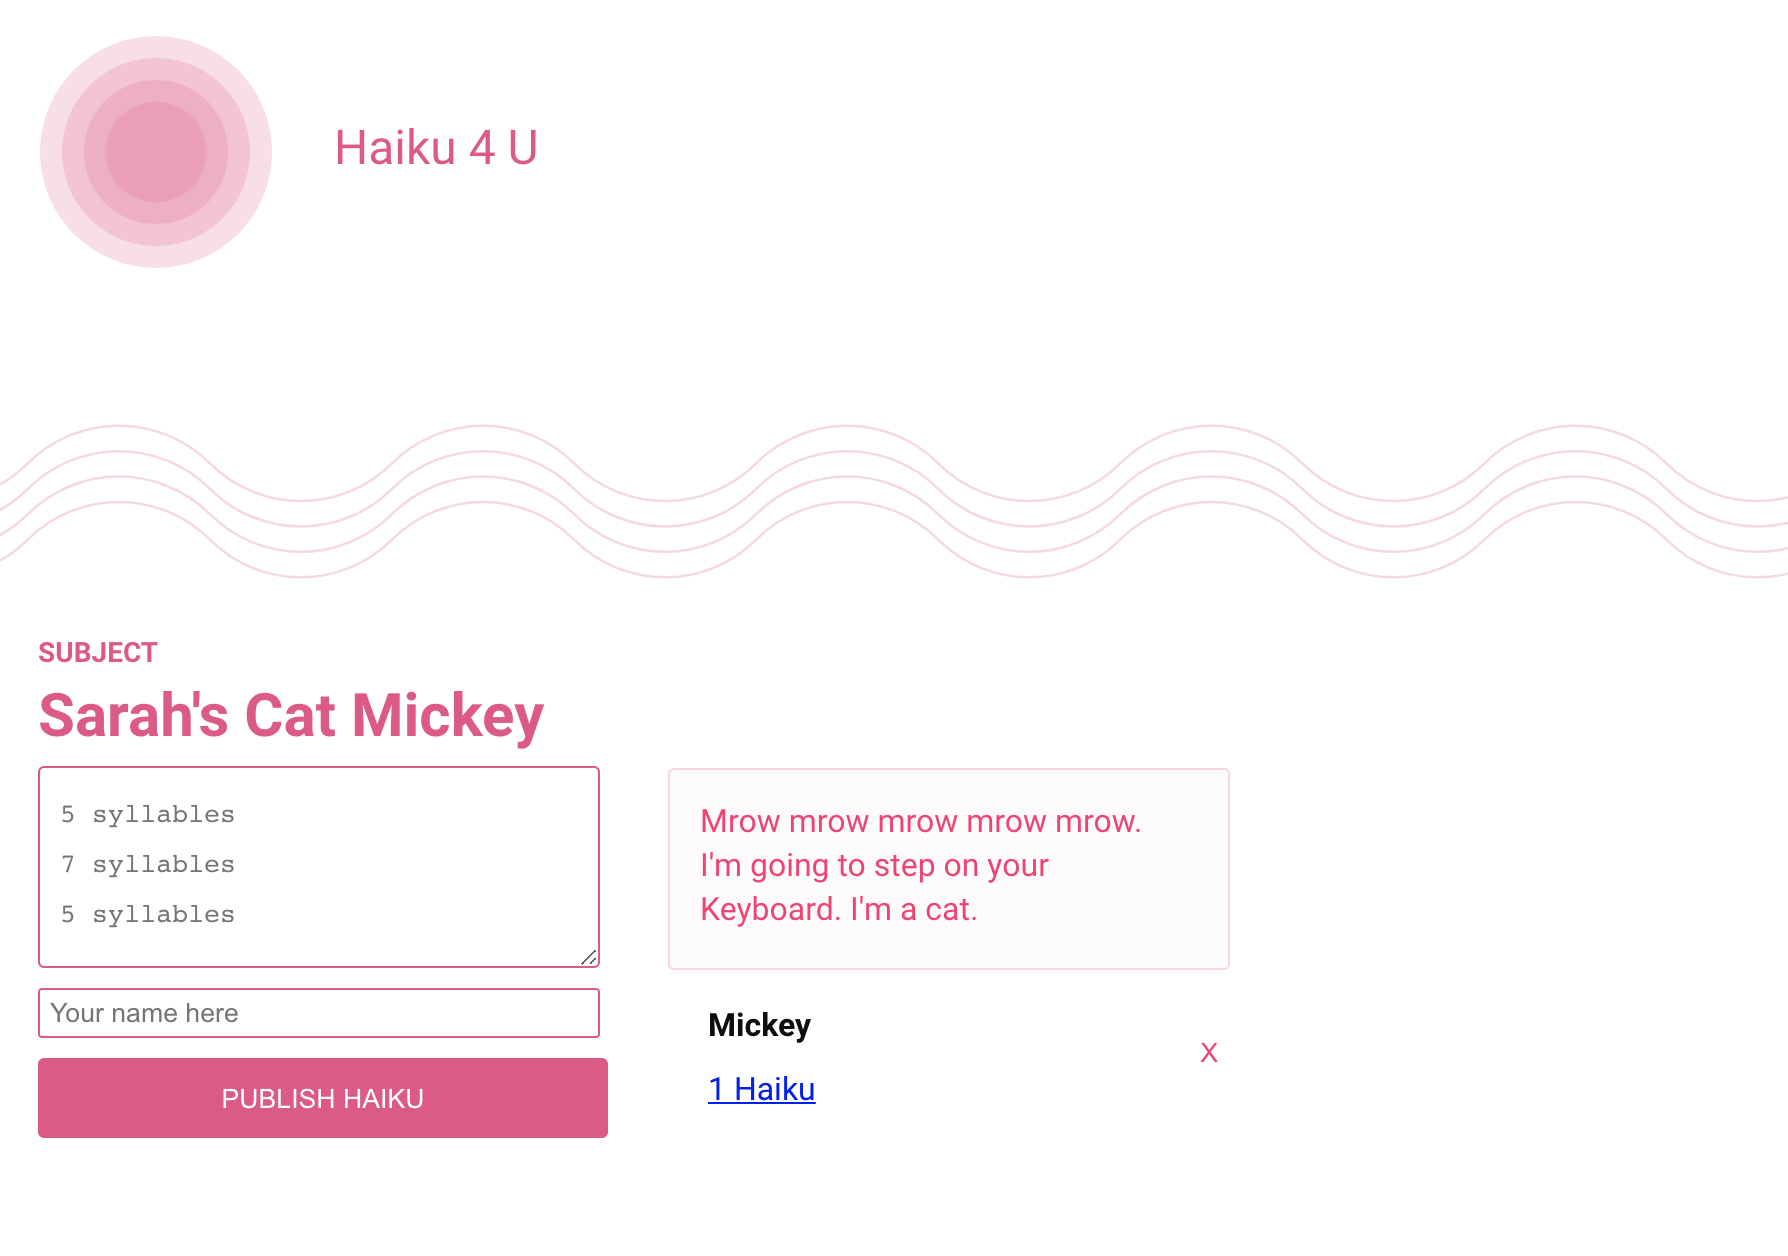 Haiku 4 U
SUBJECT
Sarah's Cat Mickey
5 syllables
7 syllables
5 syllables
Your name here
PUBLISH HAIKU
Mrow mrow mrow mrow mrow.
I'm going to step on your
Keyboard. I'm a cat.
Mickey
X
1 Haiku